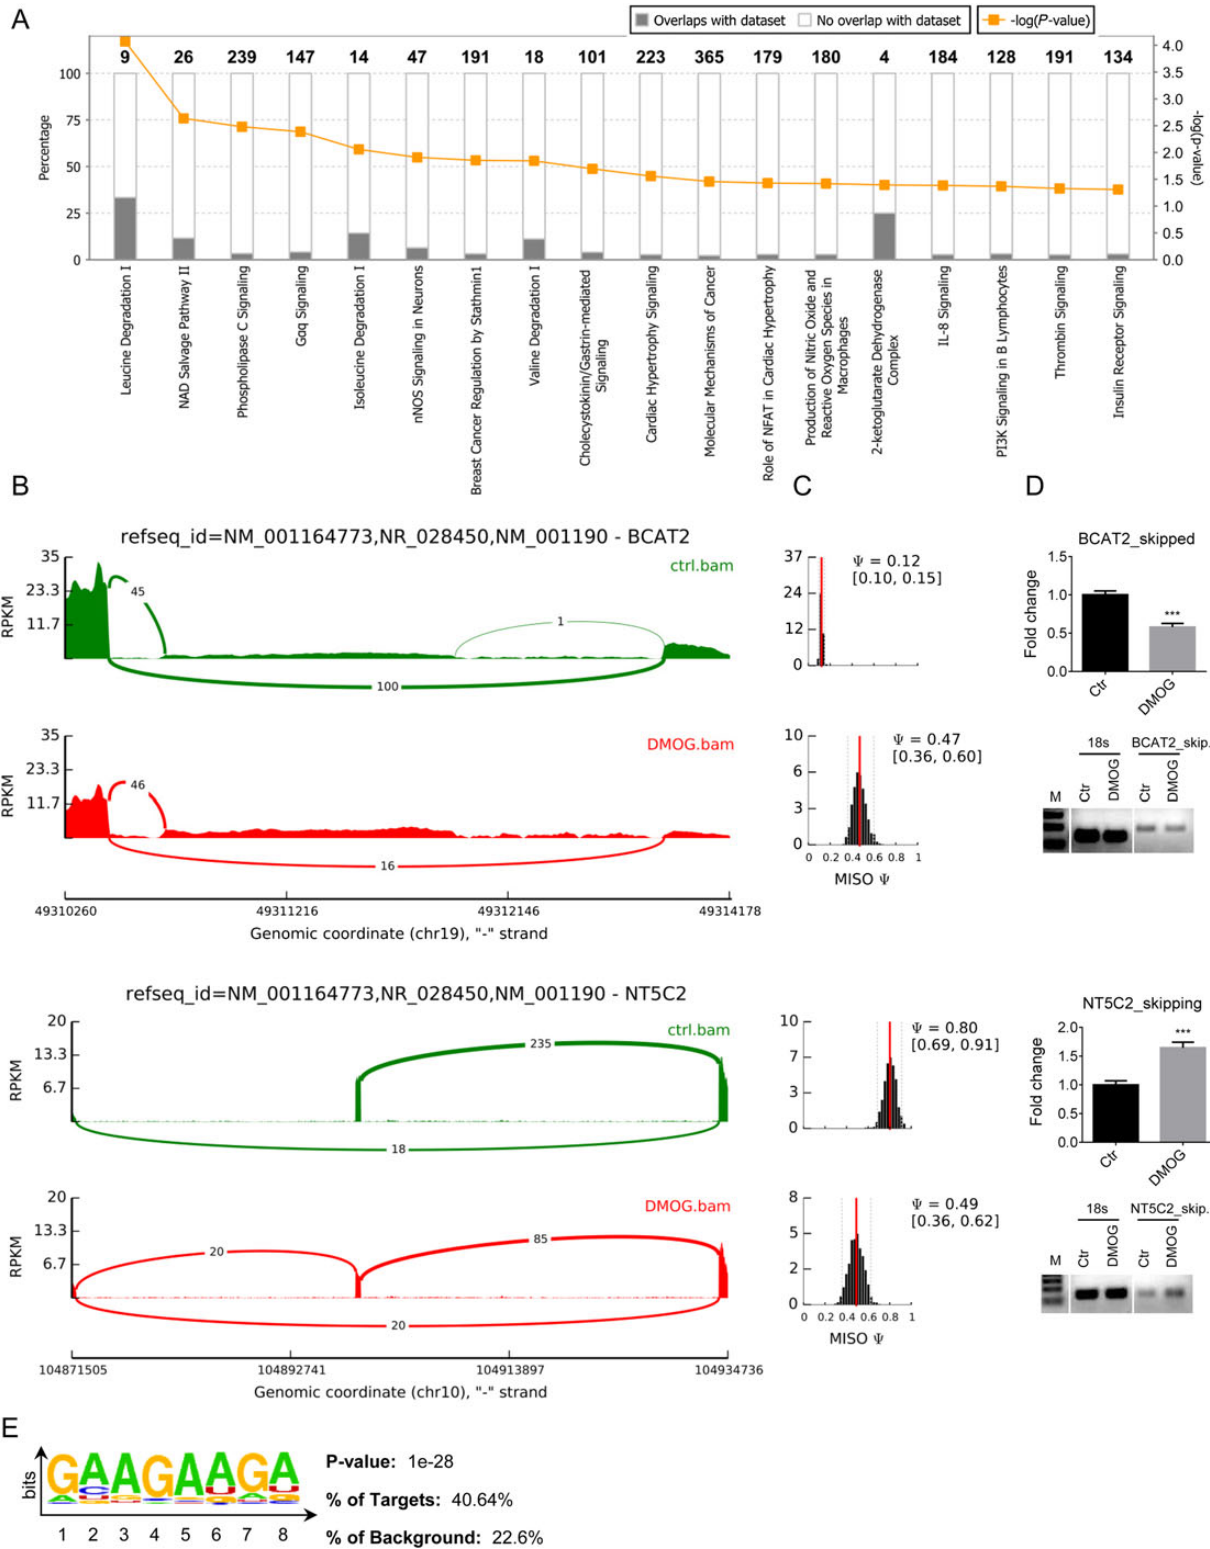 A
Overlaps with dataset No overlap with dataset -log(P-value)
9 26 239 147 14 47 191 18 101 223 365 179 180 4 184 128 191 134
100
75
50
25
0
Percentage
4.0
3.5
3.0
2.5
2.0
1.5
1.0
0.5
0.0
-log(p-value)
Leucine Degradation I
NAD Salvage Pathway II
Phospholipase C Signaling
Gαq Signaling
Isoleucine Degradation I
nNOS Signaling in Neurons
Breast Cancer Regulation by Stathmin1
Valine Degradation I
Cholecystokinin/Gastrin-mediated
Signaling
Cardiac Hypertrophy Signaling
Molecular Mechanisms of Cancer
Role of NFAT in Cardiac Hypertrophy
Production of Nitric Oxide and
Reactive Oxygen Species in
Macrophages
2-ketoglutarate Dehydrogenase
Complex
IL-8 Signaling
PI3K Signaling in B Lymphocytes
Thrombin Signaling
Insulin Receptor Signaling
B
refseq_id=NM_001164773,NR_028450,NM_001190 - BCAT2
35
23.3
11.7
RPKM
ctrl.bam
45
1
100
35
23.3
11.7
RPKM
DMOG.bam
46
16
49310260 49311216 49312146 49314178
Genomic coordinate (chr19), "-" strand
refseq_id=NM_001164773,NR_028450,NM_001190 - NT5C2
20
13.3
6.7
RPKM
ctrl.bam
235
18
20
13.3
6.7
RPKM
DMOG.bam
20
85
20
104871505 104892741 104913897 104934736
Genomic coordinate (chr10), "-" strand
C
37
24
12
0
Ψ = 0.12
[0.10, 0.15]
10
6
3
0
Ψ = 0.47
[0.36, 0.60]
0 0.2 0.4 0.6 0.8 1
MISO Ψ
10
7
3
0
Ψ = 0.80
[0.69, 0.91]
8
5
2
0
Ψ = 0.49
[0.36, 0.62]
0 0.2 0.4 0.6 0.8 1
MISO Ψ
D
BCAT2_skipped
1.5
1.0
0.5
0.0
Fold change
***
Ctr
DMOG
18s BCAT2_skip.
M Ctr DMOG Ctr DMOG
NT5C2_skipping
2.0
1.5
1.0
0.5
0.0
Fold change
***
Ctr
DMOG
18s NT5C2_skip.
M Ctr DMOG Ctr DMOG
E
bits
GAAGAAGA
1 2 3 4 5 6 7 8
P-value: 1e-28
% of Targets: 40.64%
% of Background: 22.6%